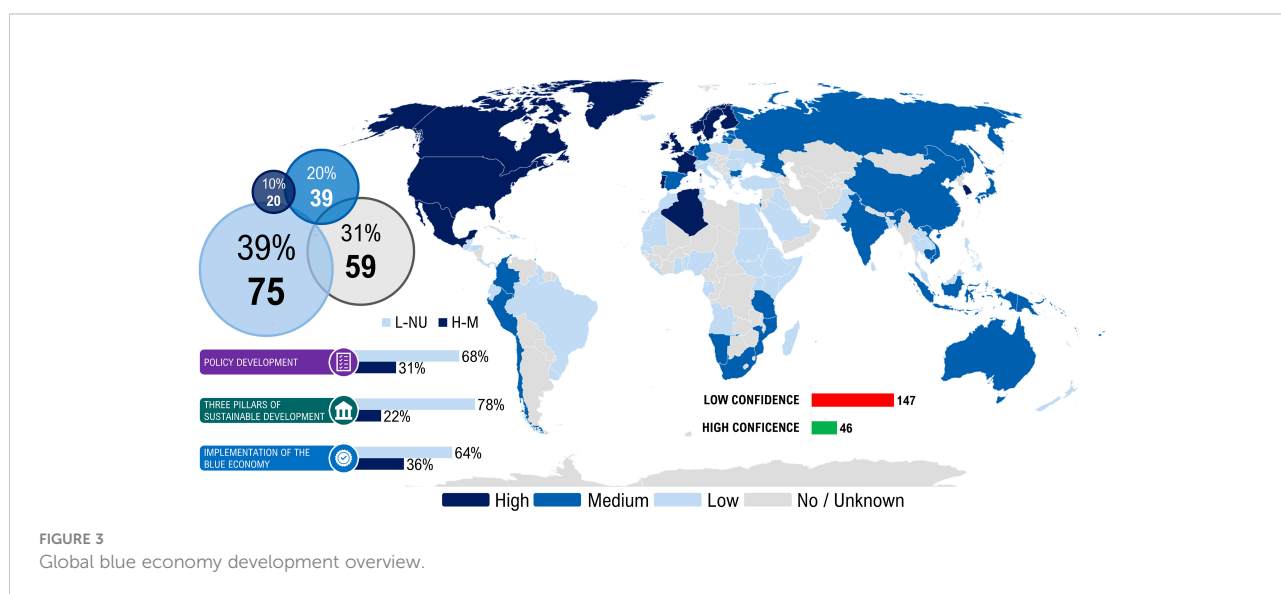 10%
20
20%
39
39%
75
31%
59
L-NU H-M
POLICY DEVELOPMENT
68%
31%
THREE PILLARS OF
SUSTAINABLE DEVELOPMENT
78%
22%
IMPLEMENTATION OF THE
BLUE ECONOMY
64%
36%
LOW CONFIDENCE 147
HIGH CONFICENCE 46
High Medium Low No / Unknown
FIGURE 3
Global blue economy development overview.